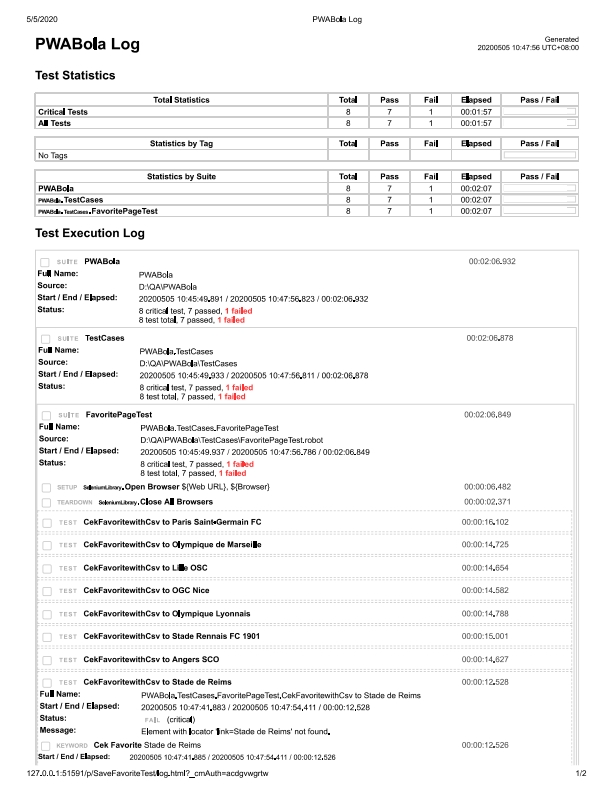 5/5/2020 PWABola Log
PWABola Log
Generated
20200505 10:47:56 UTC+08:00
Test Statistics
Total Statistics Total Pass Fail Elapsed Pass / Fail
Critical Tests 8 7 1 00:01:57
All Tests 8 7 1 00:01:57
Statistics by Tag Total Pass Fail Elapsed Pass / Fail
No Tags
Statistics by Suite Total Pass Fail Elapsed Pass / Fail
PWABola 8 7 1 00:02:07
PWABola.TestCases 8 7 1 00:02:07
PWABola.TestCases.FavoritePageTest 8 7 1 00:02:07
Test Execution Log
SUITE PWABola 00:02:06.932
Full Name: PWABola
Source: D:\QA\PWABola
Start / End / Elapsed: 20200505 10:45:49.891 / 20200505 10:47:56.823 / 00:02:06.932
Status: 8 critical test, 7 passed, 1 failed
8 test total, 7 passed, 1 failed
SUITE TestCases 00:02:06.878
Full Name: PWABola.TestCases
Source: D:\QA\PWABola\TestCases
Start / End / Elapsed: 20200505 10:45:49.933 / 20200505 10:47:56.811 / 00:02:06.878
Status: 8 critical test, 7 passed, 1 failed
8 test total, 7 passed, 1 failed
SUITE FavoritePageTest 00:02:06.849
Full Name: PWABola.TestCases.FavoritePageTest
Source: D:\QA\PWABola\TestCases\FavoritePageTest.robot
Start / End / Elapsed: 20200505 10:45:49.937 / 20200505 10:47:56.786 / 00:02:06.849
Status: 8 critical test, 7 passed, 1 failed
8 test total, 7 passed, 1 failed
SETUP SeleniumLibrary.Open Browser ${Web URL}, ${Browser} 00:00:06.482
TEARDOWN SeleniumLibrary.Close All Browsers 00:00:02.371
TEST CekFavoritewithCsv to Paris Saint-Germain FC 00:00:16.102
TEST CekFavoritewithCsv to Olympique de Marseille 00:00:14.725
TEST CekFavoritewithCsv to Lille OSC 00:00:14.654
TEST CekFavoritewithCsv to OGC Nice 00:00:14.582
TEST CekFavoritewithCsv to Olympique Lyonnais 00:00:14.788
TEST CekFavoritewithCsv to Stade Rennais FC 1901 00:00:15.001
TEST CekFavoritewithCsv to Angers SCO 00:00:14.627
TEST CekFavoritewithCsv to Stade de Reims 00:00:12.528
Full Name: PWABola.TestCases.FavoritePageTest.CekFavoritewithCsv to Stade de Reims
Start / End / Elapsed: 20200505 10:47:41.883 / 20200505 10:47:54.411 / 00:00:12.528
Status: FAIL (critical)
Message: Element with locator 'link=Stade de Reims' not found.
KEYWORD Cek Favorite Stade de Reims 00:00:12.526
Start / End / Elapsed: 20200505 10:47:41.885 / 20200505 10:47:54.411 / 00:00:12.526
127.0.0.1:51591/p/SaveFavoriteTest/log.html?_cmAuth=acdgvwgrtw 1/2